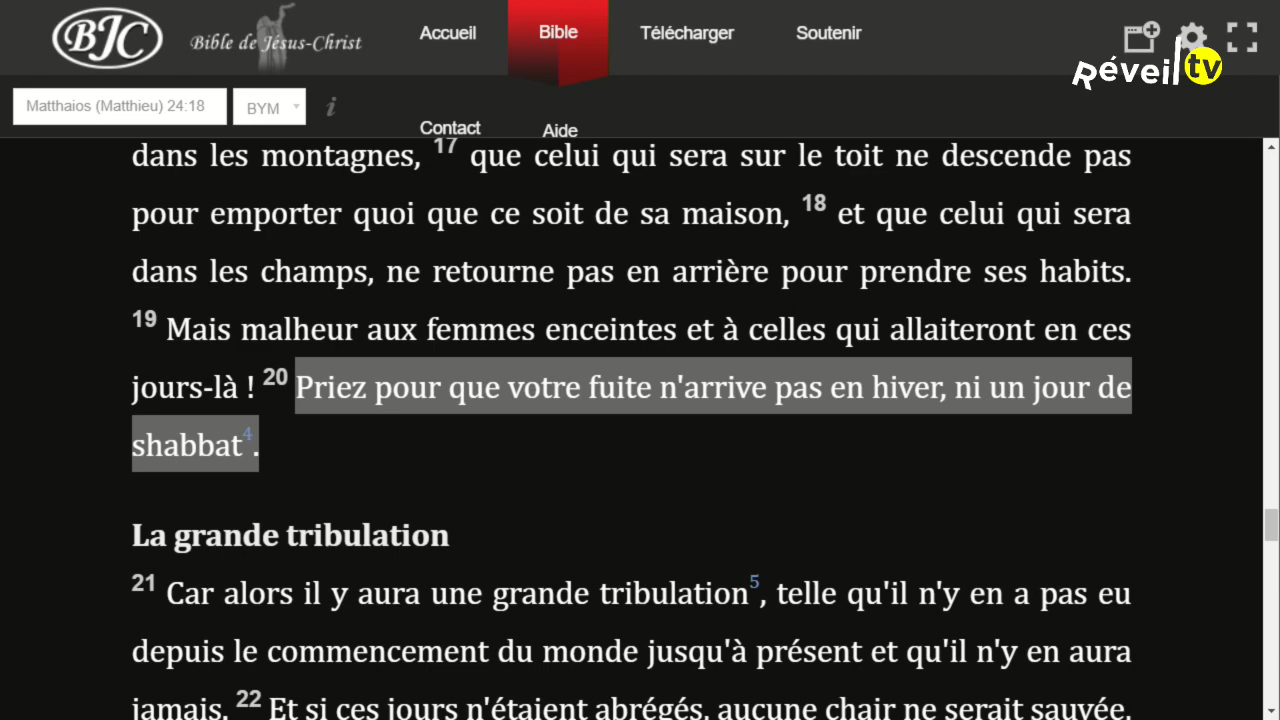 BJC Bible de Jésus-Christ Accueil Bible Télécharger Soutenir
Réveil tv
Matthaios (Matthieu) 24:18 BYM i
Contact Aide
dans les montagnes, 17 que celui qui sera sur le toit ne descende pas
pour emporter quoi que ce soit de sa maison, 18 et que celui qui sera
dans les champs, ne retourne pas en arrière pour prendre ses habits.
19 Mais malheur aux femmes enceintes et à celles qui allaiteront en ces
jours-là ! 20 Priez pour que votre fuite n'arrive pas en hiver, ni un jour de
shabbat4.
La grande tribulation
21 Car alors il y aura une grande tribulation5, telle qu'il n'y en a pas eu
depuis le commencement du monde jusqu'à présent et qu'il n'y en aura
jamais. 22 Et si ces jours n'étaient abrégés, aucune chair ne serait sauvée,